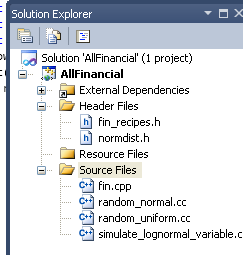 Solution Explorer
Solution 'AllFinancial' (1 project)
AllFinancial
External Dependencies
Header Files
fin_recipes.h
normdist.h
Resource Files
Source Files
fin.cpp
random_normal.cc
random_uniform.cc
simulate_lognormal_variable.c